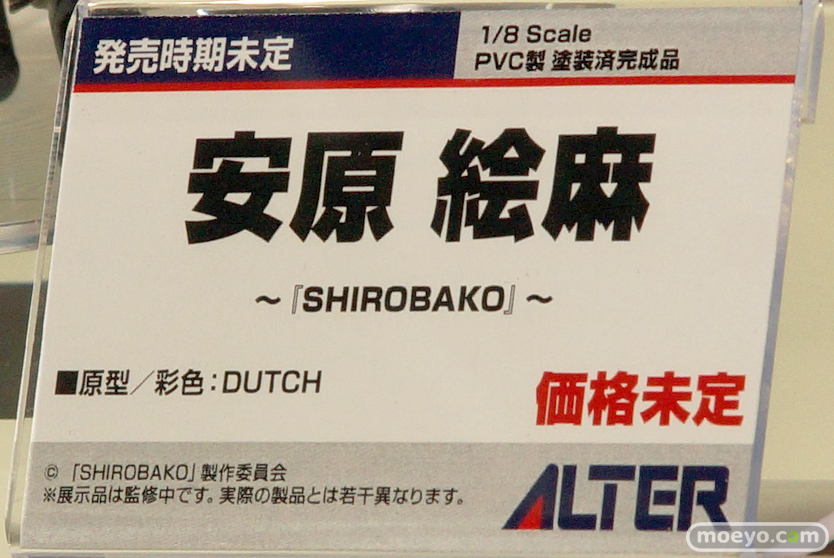 発売時期未定
1/8 Scale
PVC製 塗装済完成品
安原 絵麻
～『SHIROBAKO』～
■原型／彩色：DUTCH
価格未定
© 「SHIROBAKO」製作委員会
※展示品は監修中です。実際の製品とは若干異なります。
ALTER
moeyo.com